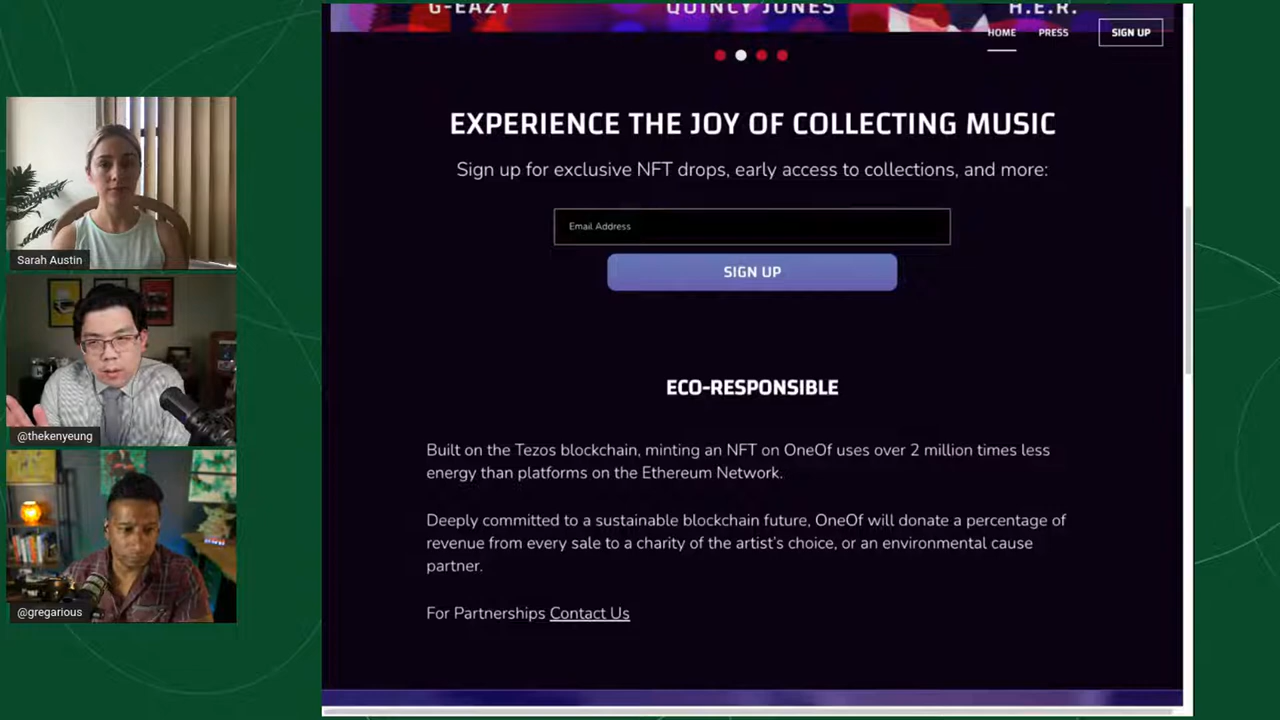 G-EAZY
QUINCY JONES
H.E.R.
HOME
PRESS
SIGN UP
EXPERIENCE THE JOY OF COLLECTING MUSIC
Sign up for exclusive NFT drops, early access to collections, and more:
Email Address
SIGN UP
ECO-RESPONSIBLE
Built on the Tezos blockchain, minting an NFT on OneOf uses over 2 million times less
energy than platforms on the Ethereum Network.
Deeply committed to a sustainable blockchain future, OneOf will donate a percentage of
revenue from every sale to a charity of the artist's choice, or an environmental cause
partner.
For Partnerships Contact Us
Sarah Austin
@thekenyeung
@gregarious